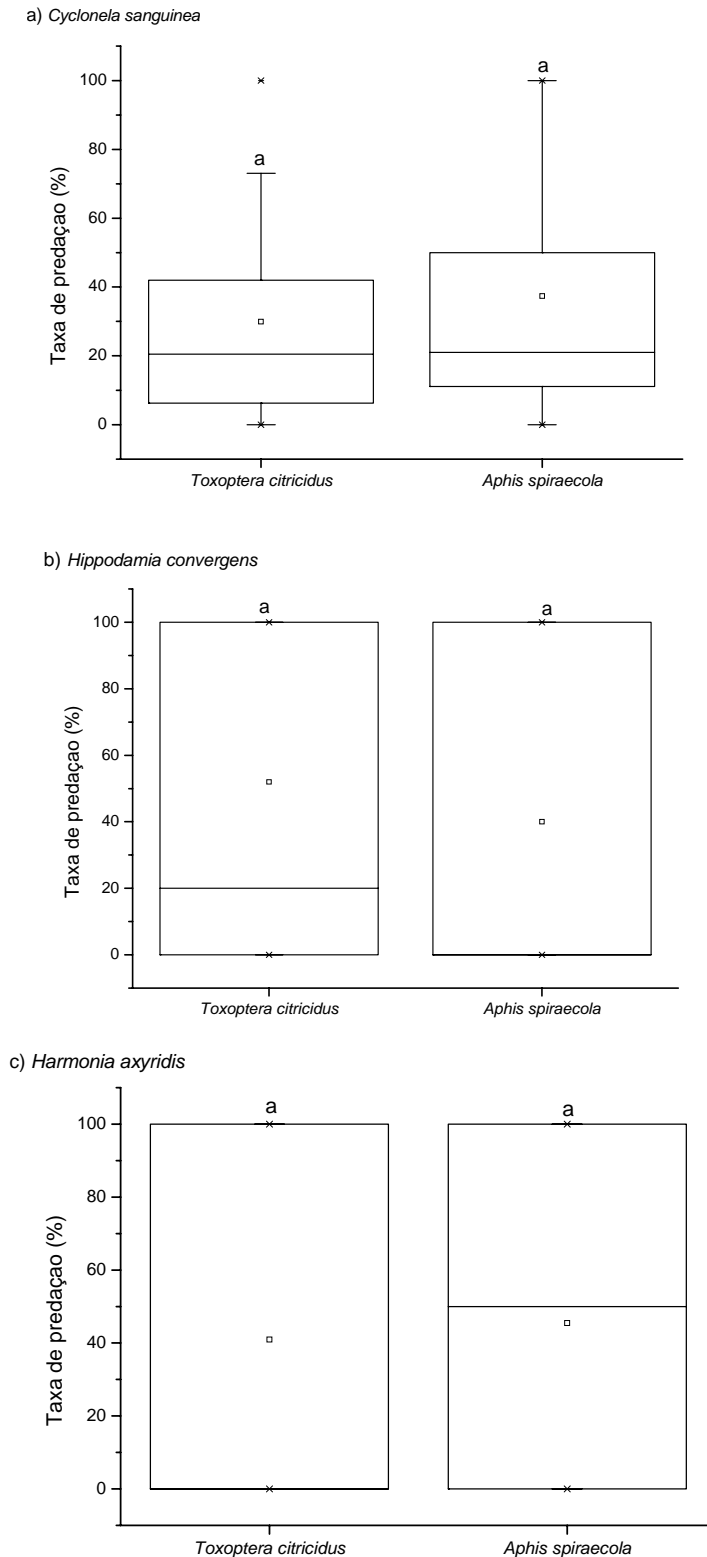 a) Cyclonela sanguinea
100
80
60
40
20
0
Taxa de predaçao (%)
a
a
Toxoptera citricidus
Aphis spiraecola
b) Hippodamia convergens
100
80
60
40
20
0
Taxa de predaçao (%)
a
a
Toxoptera citricidus
Aphis spiraecola
c) Harmonia axyridis
100
80
60
40
20
0
Taxa de predaçao (%)
a
a
Toxoptera citricidus
Aphis spiraecola